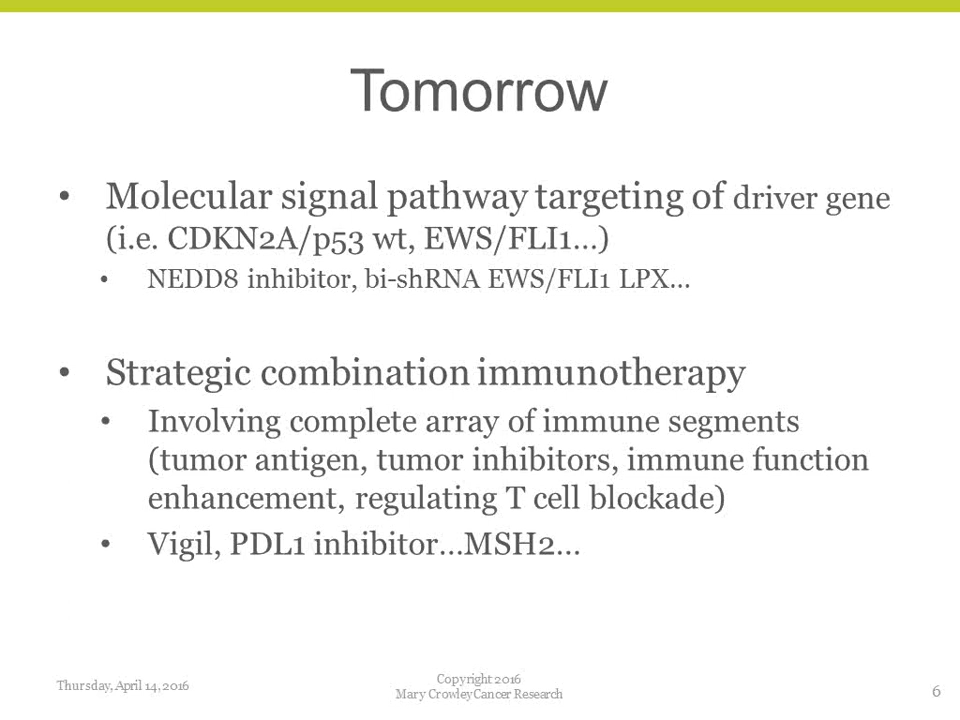 Tomorrow
• Molecular signal pathway targeting of driver gene
(i.e. CDKN2A/p53 wt, EWS/FLI1…)
• NEDD8 inhibitor, bi-shRNA EWS/FLI1 LPX…
• Strategic combination immunotherapy
• Involving complete array of immune segments
(tumor antigen, tumor inhibitors, immune function
enhancement, regulating T cell blockade)
• Vigil, PDL1 inhibitor…MSH2…
Thursday, April 14, 2016
Copyright 2016
Mary Crowley Cancer Research
6